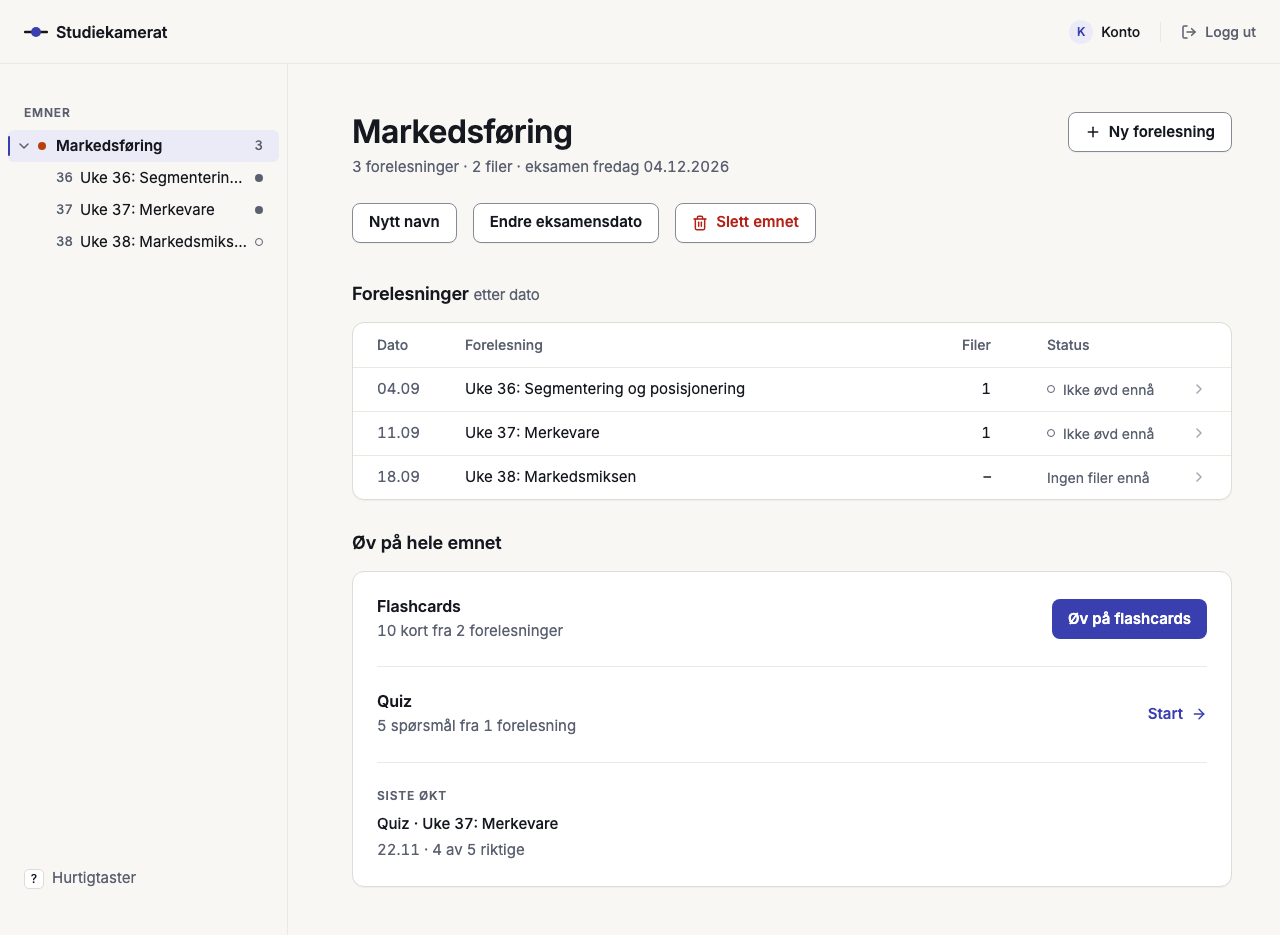 Studiekamerat
K Konto
Logg ut
EMNER
Markedsføring 3
36 Uke 36: Segmenterin...
37 Uke 37: Merkevare
38 Uke 38: Markedsmiks...
? Hurtigtaster
Markedsføring
3 forelesninger · 2 filer · eksamen fredag 04.12.2026
Ny forelesning
Nytt navn
Endre eksamensdato
Slett emnet
Forelesninger etter dato
Dato Forelesning Filer Status
04.09 Uke 36: Segmentering og posisjonering 1 Ikke øvd ennå
11.09 Uke 37: Merkevare 1 Ikke øvd ennå
18.09 Uke 38: Markedsmiksen – Ingen filer ennå
Øv på hele emnet
Flashcards
10 kort fra 2 forelesninger
Øv på flashcards
Quiz
5 spørsmål fra 1 forelesning
Start
SISTE ØKT
Quiz · Uke 37: Merkevare
22.11 · 4 av 5 riktige